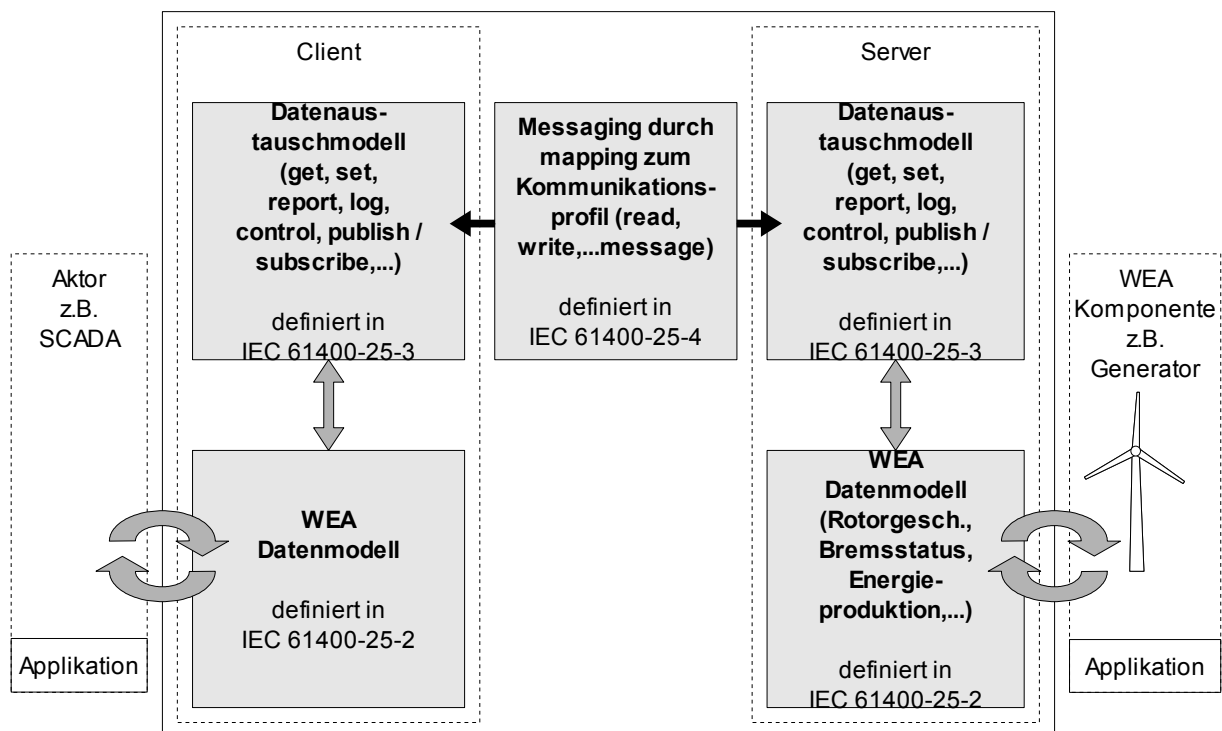 Client
Datenaus-
tauschmodell
(get, set,
report, log,
control, publish /
subscribe,...)
definiert in
IEC 61400-25-3
Messaging durch
mapping zum
Kommunikations-
profil (read,
write,...message)
definiert in
IEC 61400-25-4
Server
Datenaus-
tauschmodell
(get, set,
report, log,
control, publish /
subscribe,...)
definiert in
IEC 61400-25-3
Aktor
z.B.
SCADA
Applikation
WEA
Datenmodell
definiert in
IEC 61400-25-2
WEA
Datenmodell
(Rotorgesch.,
Bremsstatus,
Energie-
produktion,...)
definiert in
IEC 61400-25-2
WEA
Komponente
z.B.
Generator
Applikation